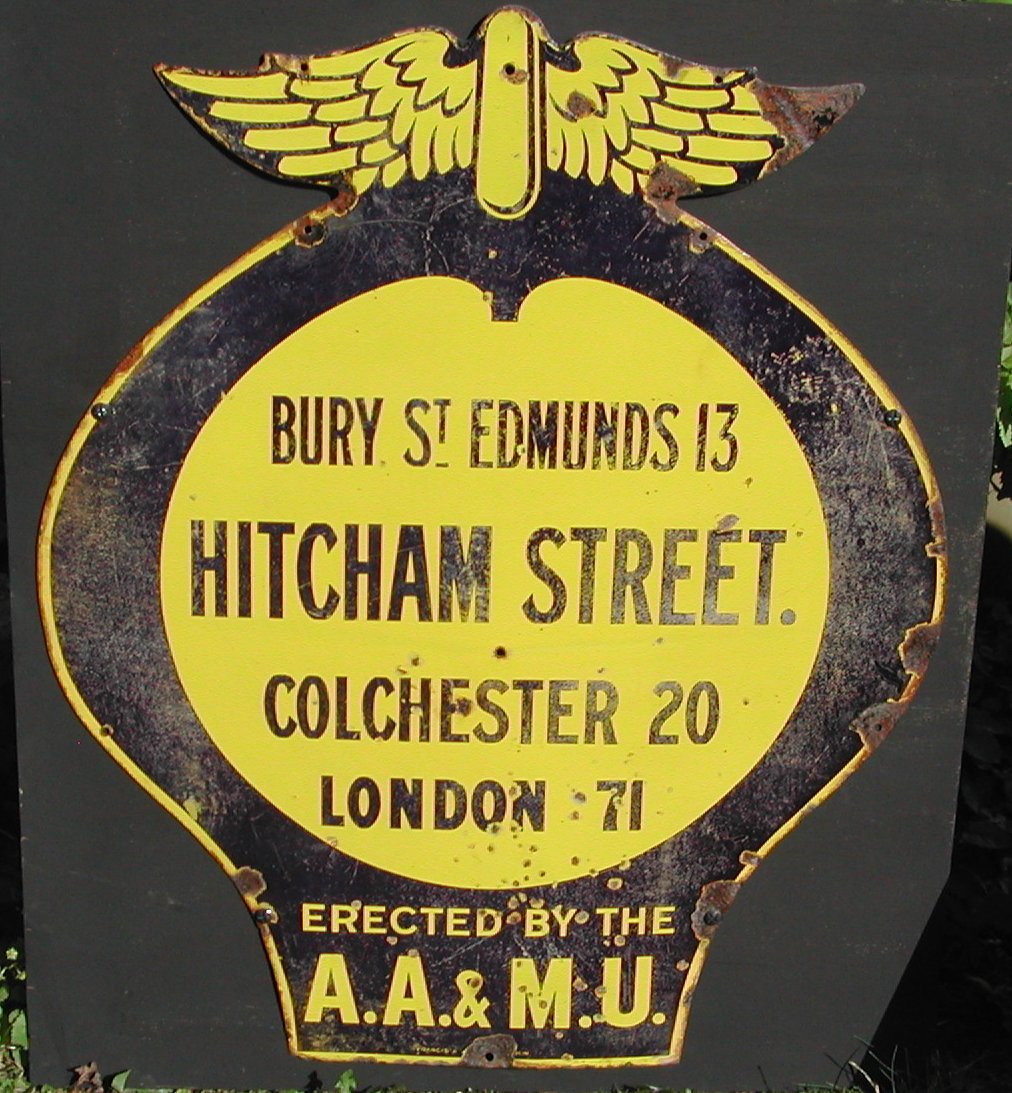 BURY ST EDMUNDS 13
HITCHAM STREET.
COLCHESTER 20
LONDON 71
ERECTED BY THE
A.A.& M.U.